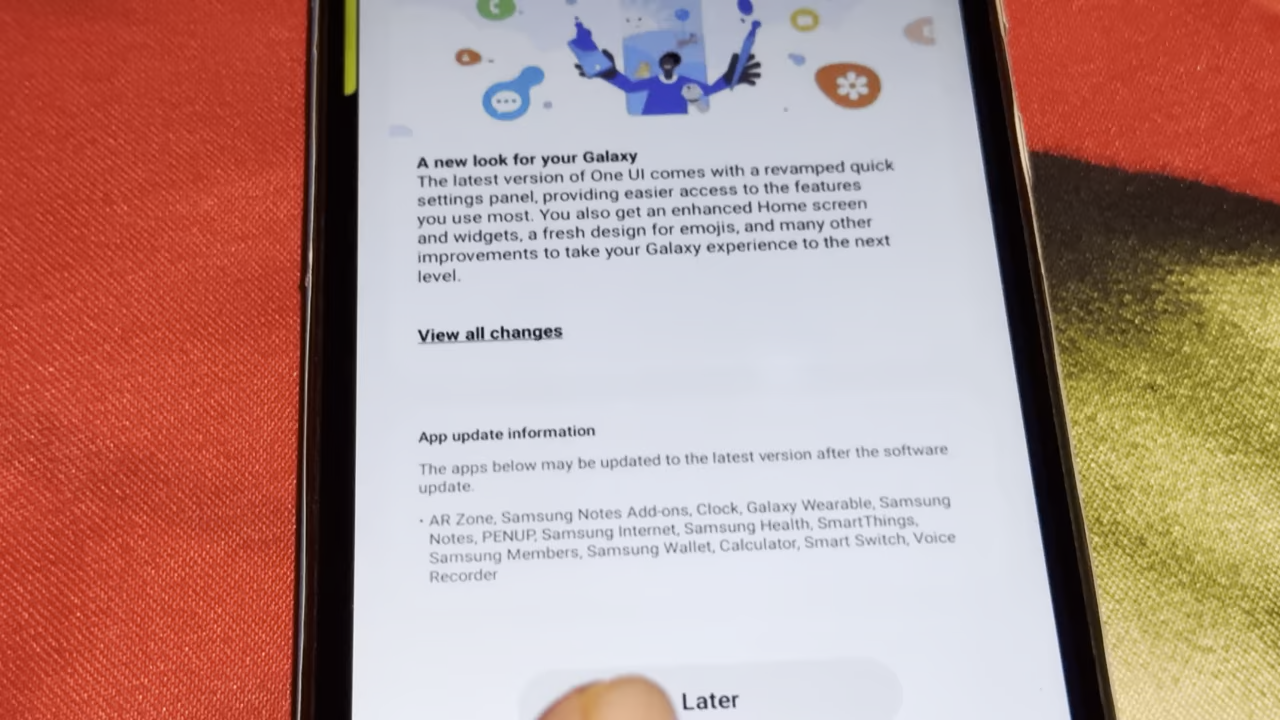 A new look for your Galaxy
The latest version of One UI comes with a revamped quick
settings panel, providing easier access to the features
you use most. You also get an enhanced Home screen
and widgets, a fresh design for emojis, and many other
improvements to take your Galaxy experience to the next
level.
View all changes
App update information
The apps below may be updated to the latest version after the software
update.
• AR Zone, Samsung Notes Add-ons, Clock, Galaxy Wearable, Samsung
Notes, PENUP, Samsung Internet, Samsung Health, SmartThings,
Samsung Members, Samsung Wallet, Calculator, Smart Switch, Voice
Recorder
Later